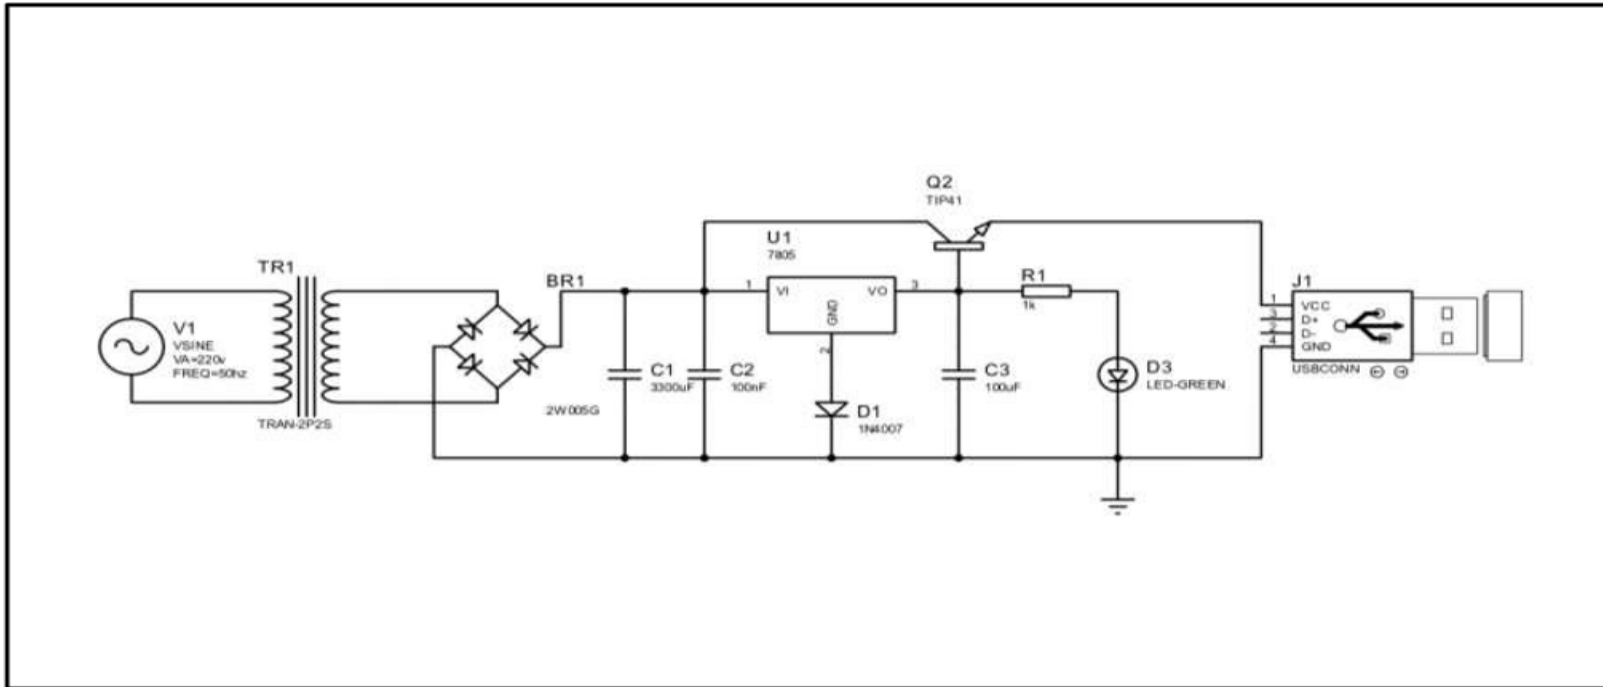 Q2
TIP41
U1
7805
1
VI
VO
3
GND
2
R1
1k
TR1
TRAN-2P2S
V1
VSINE
VA=220v
FREQ=50hz
BR1
2W005G
C1
3300uF
C2
100nF
D1
1N4007
C3
100uF
D3
LED-GREEN
J1
1
VCC
3
D+
2
D-
4
GND
USBCONN